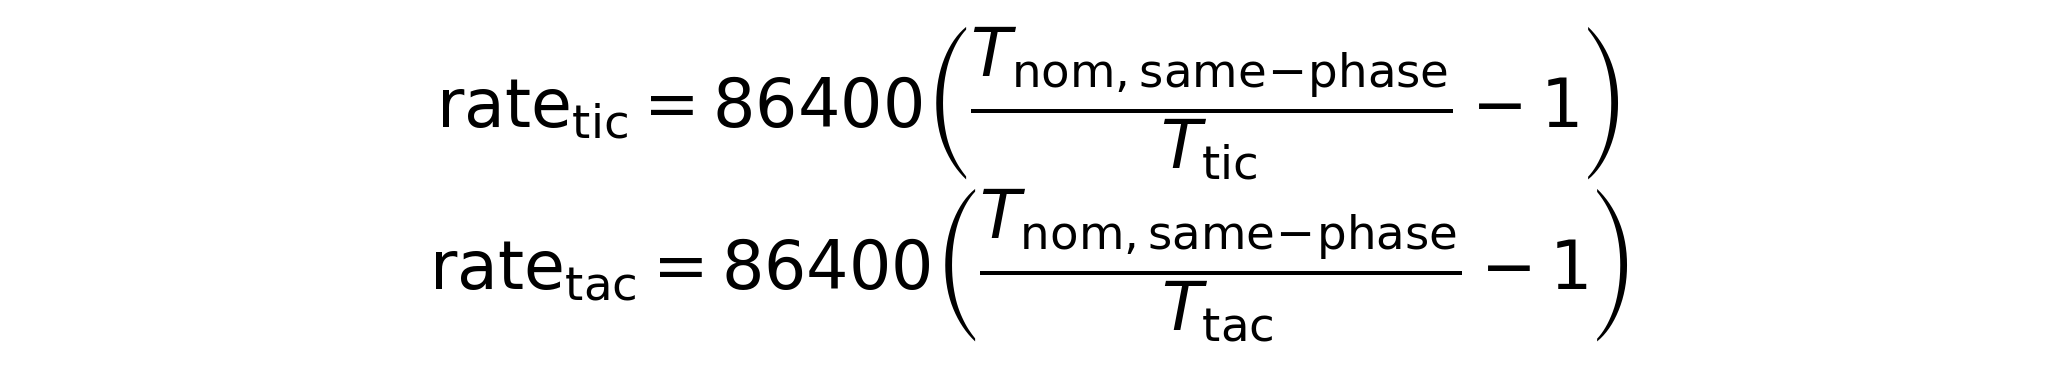 rate_tic = 86400(T_nom, same−phase / T_tic − 1)
rate_tac = 86400(T_nom, same−phase / T_tac − 1)